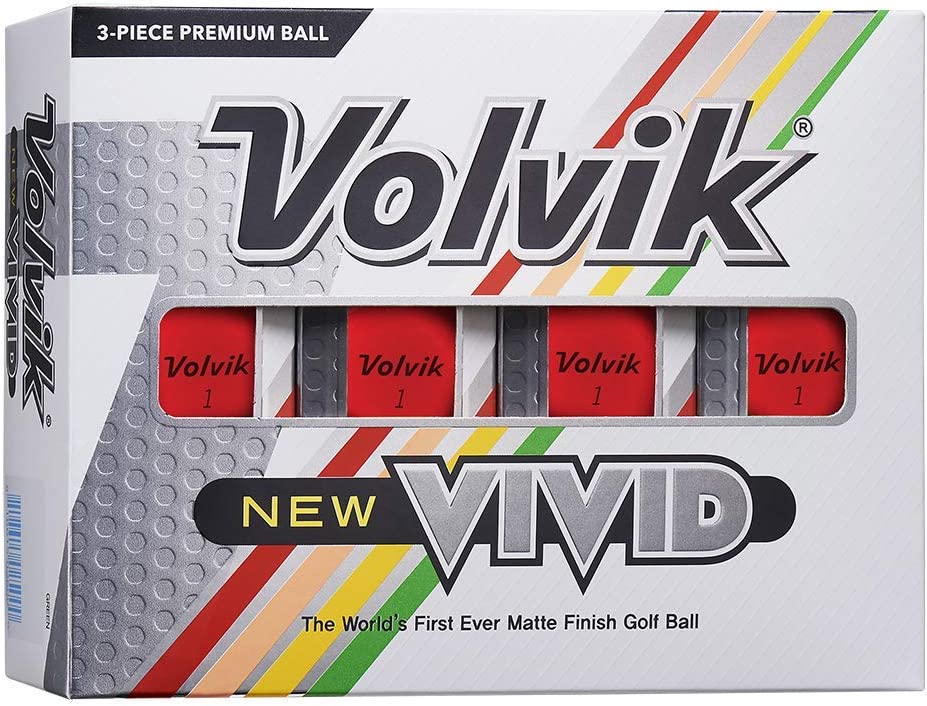 3-PIECE PREMIUM BALL
Volvik®
Volvik
1
Volvik
1
Volvik
1
Volvik
1
NEW VIVID
The World's First Ever Matte Finish Golf Ball
Volvik®
NEW VIVID
GREEN